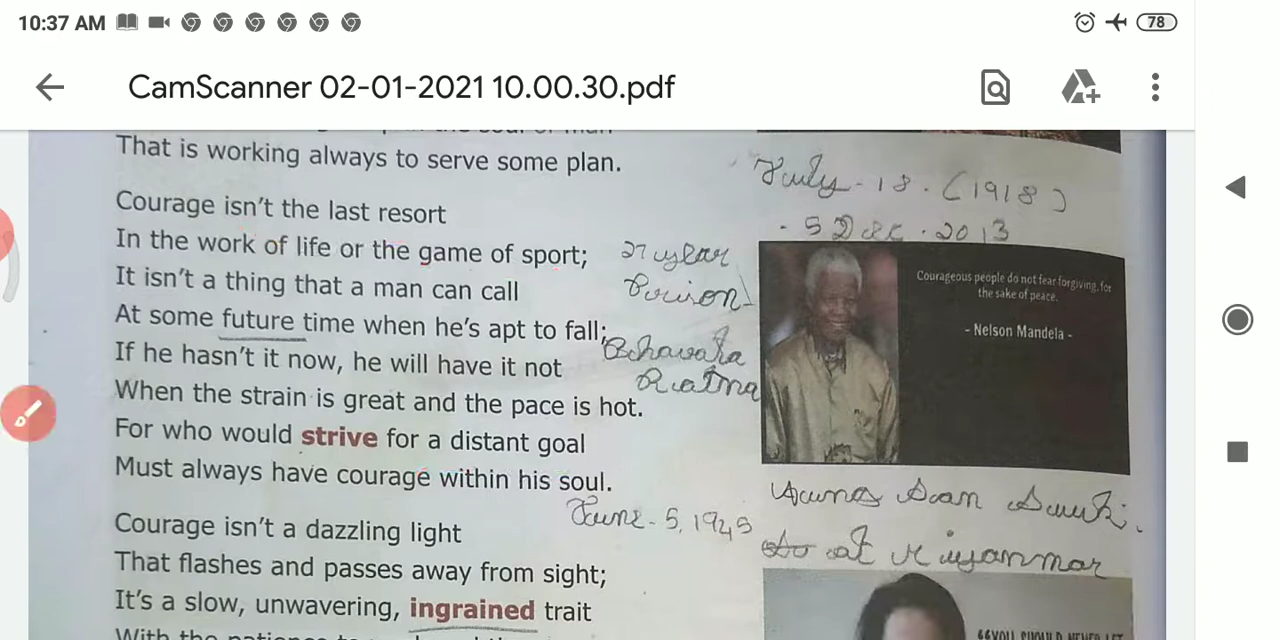 10:37 AM
78
CamScanner 02-01-2021 10.00.30.pdf
That is working always to serve some plan.
Courage isn't the last resort
In the work of life or the game of sport;
It isn't a thing that a man can call
At some future time when he's apt to fall;
If he hasn't it now, he will have it not
When the strain is great and the pace is hot.
For who would strive for a distant goal
Must always have courage within his soul.
Courage isn't a dazzling light
That flashes and passes away from sight;
It's a slow, unwavering, ingrained trait
July - 18 . (1918)
- 5 Dec . 2013
27 year
Prison
Bharata
Ratna
Courageous people do not fear forgiving, for
the sake of peace.
- Nelson Mandela -
June - 5, 1945
at